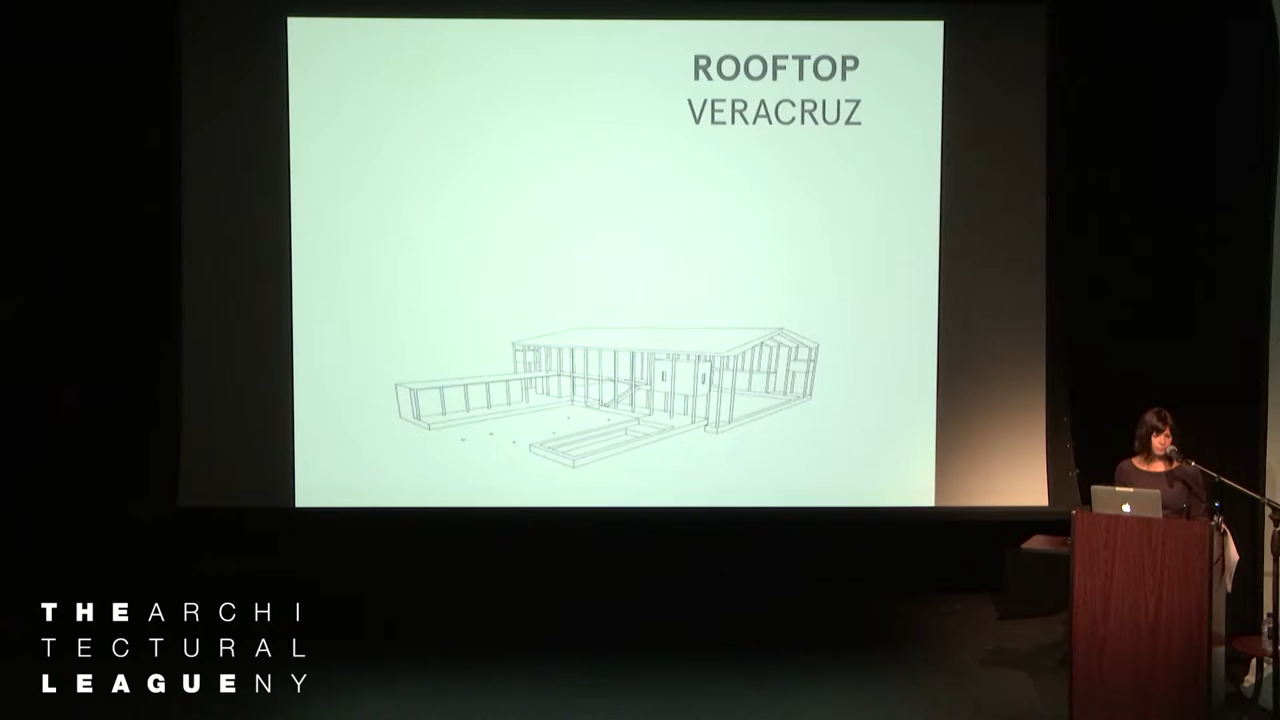 ROOFTOP
VERACRUZ
THE ARCHI
TECTURAL
LEAGUE NY